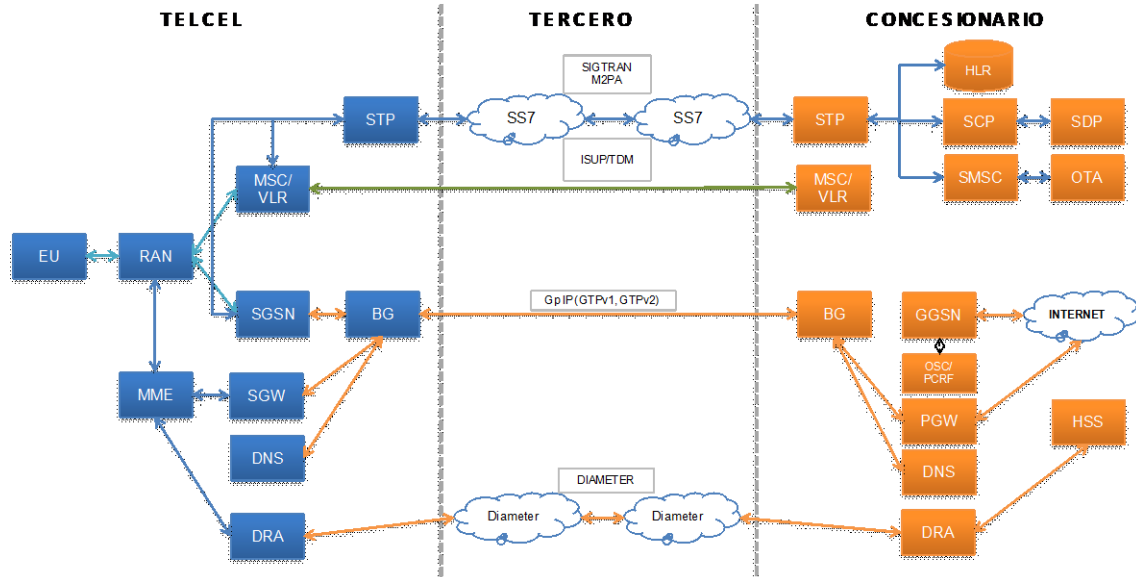 TELCEL
TERCERO
CONCESIONARIO
SIGTRAN
M2PA
HLR
STP
SS7
SS7
STP
SCP
SDP
ISUP/TDM
MSC/
VLR
MSC/
VLR
SMSC
OTA
EU
RAN
GpIP(GTPv1, GTPv2)
SGSN
BG
BG
GGSN
INTERNET
OSC/
PCRF
MME
SGW
PGW
HSS
DNS
DNS
DIAMETER
Diameter
Diameter
DRA
DRA